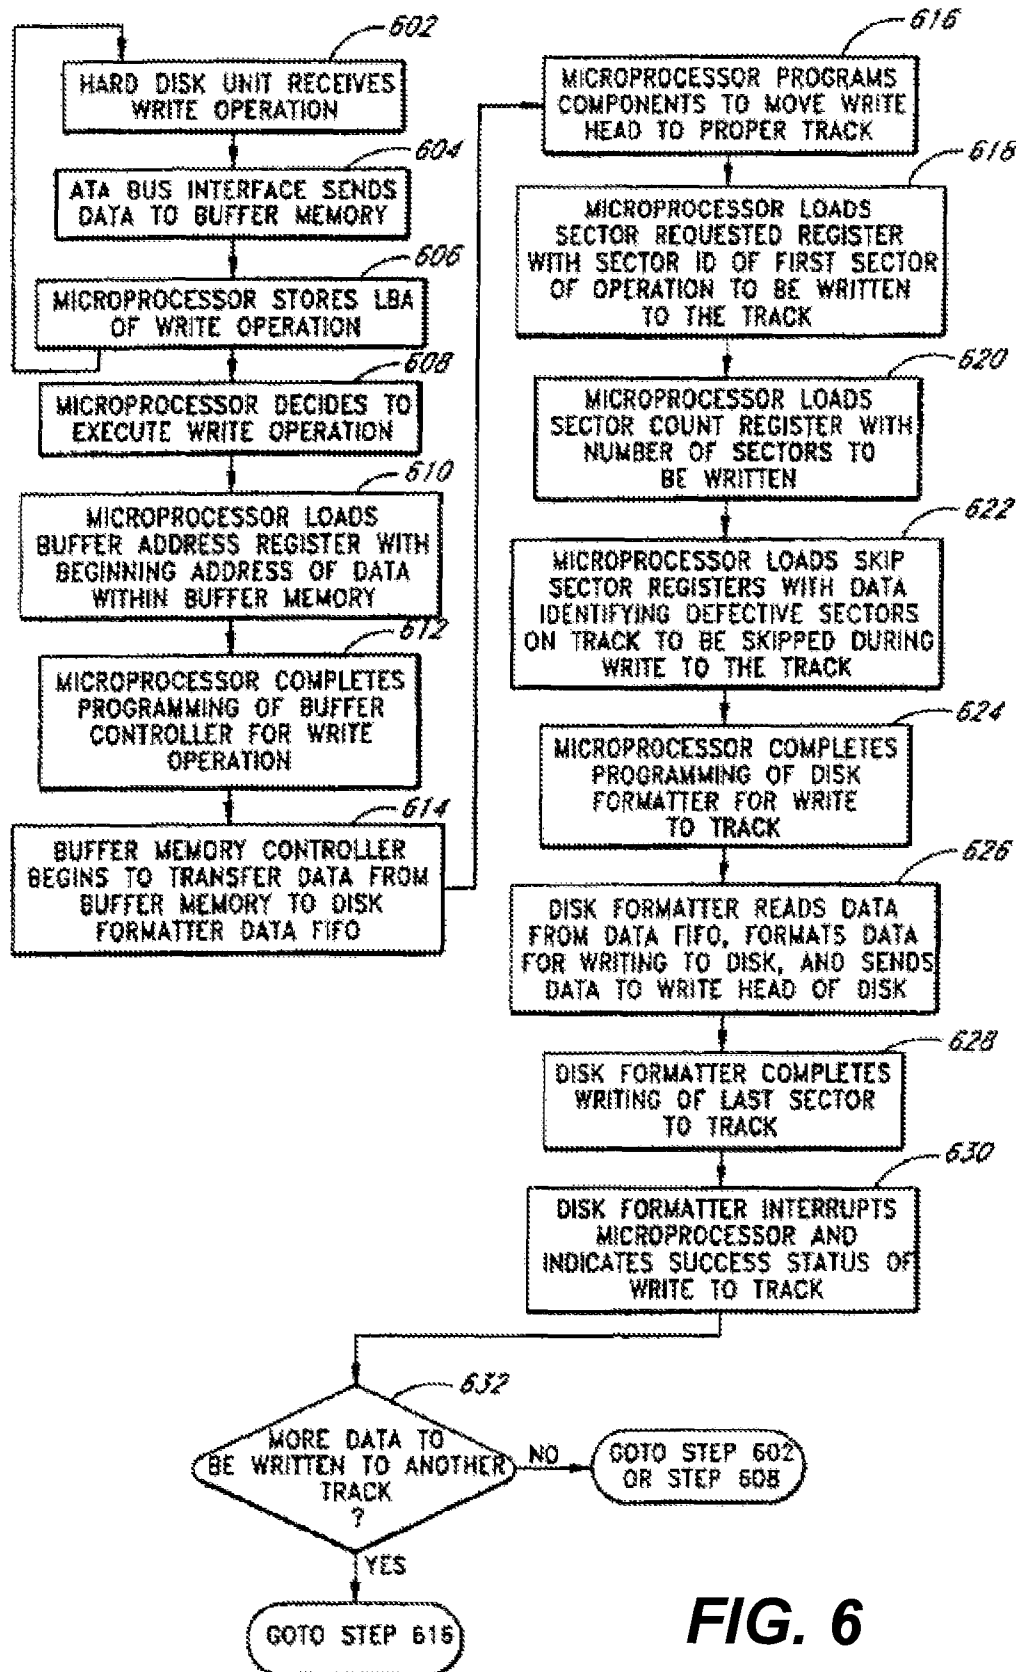 602
HARD DISK UNIT RECEIVES
WRITE OPERATION
604
ATA BUS INTERFACE SENDS
DATA TO BUFFER MEMORY
606
MICROPROCESSOR STORES LBA
OF WRITE OPERATION
608
MICROPROCESSOR DECIDES TO
EXECUTE WRITE OPERATION
610
MICROPROCESSOR LOADS
BUFFER ADDRESS REGISTER WITH
BEGINNING ADDRESS OF DATA
WITHIN BUFFER MEMORY
612
MICROPROCESSOR COMPLETES
PROGRAMMING OF BUFFER
CONTROLLER FOR WRITE
OPERATION
614
BUFFER MEMORY CONTROLLER
BEGINS TO TRANSFER DATA FROM
BUFFER MEMORY TO DISK
FORMATTER DATA FIFO
616
MICROPROCESSOR PROGRAMS
COMPONENTS TO MOVE WRITE
HEAD TO PROPER TRACK
618
MICROPROCESSOR LOADS
SECTOR REQUESTED REGISTER
WITH SECTOR ID OF FIRST SECTOR
OF OPERATION TO BE WRITTEN
TO THE TRACK
620
MICROPROCESSOR LOADS
SECTOR COUNT REGISTER WITH
NUMBER OF SECTORS TO
BE WRITTEN
622
MICROPROCESSOR LOADS SKIP
SECTOR REGISTERS WITH DATA
IDENTIFYING DEFECTIVE SECTORS
ON TRACK TO BE SKIPPED DURING
WRITE TO THE TRACK
624
MICROPROCESSOR COMPLETES
PROGRAMMING OF DISK
FORMATTER FOR WRITE
TO TRACK
626
DISK FORMATTER READS DATA
FROM DATA FIFO, FORMATS DATA
FOR WRITING TO DISK, AND SENDS
DATA TO WRITE HEAD OF DISK
628
DISK FORMATTER COMPLETES
WRITING OF LAST SECTOR
TO TRACK
630
DISK FORMATTER INTERRUPTS
MICROPROCESSOR AND
INDICATES SUCCESS STATUS OF
WRITE TO TRACK
632
MORE DATA TO
BE WRITTEN TO ANOTHER
TRACK
?
NO
GOTO STEP 602
OR STEP 608
YES
GOTO STEP 616
FIG. 6